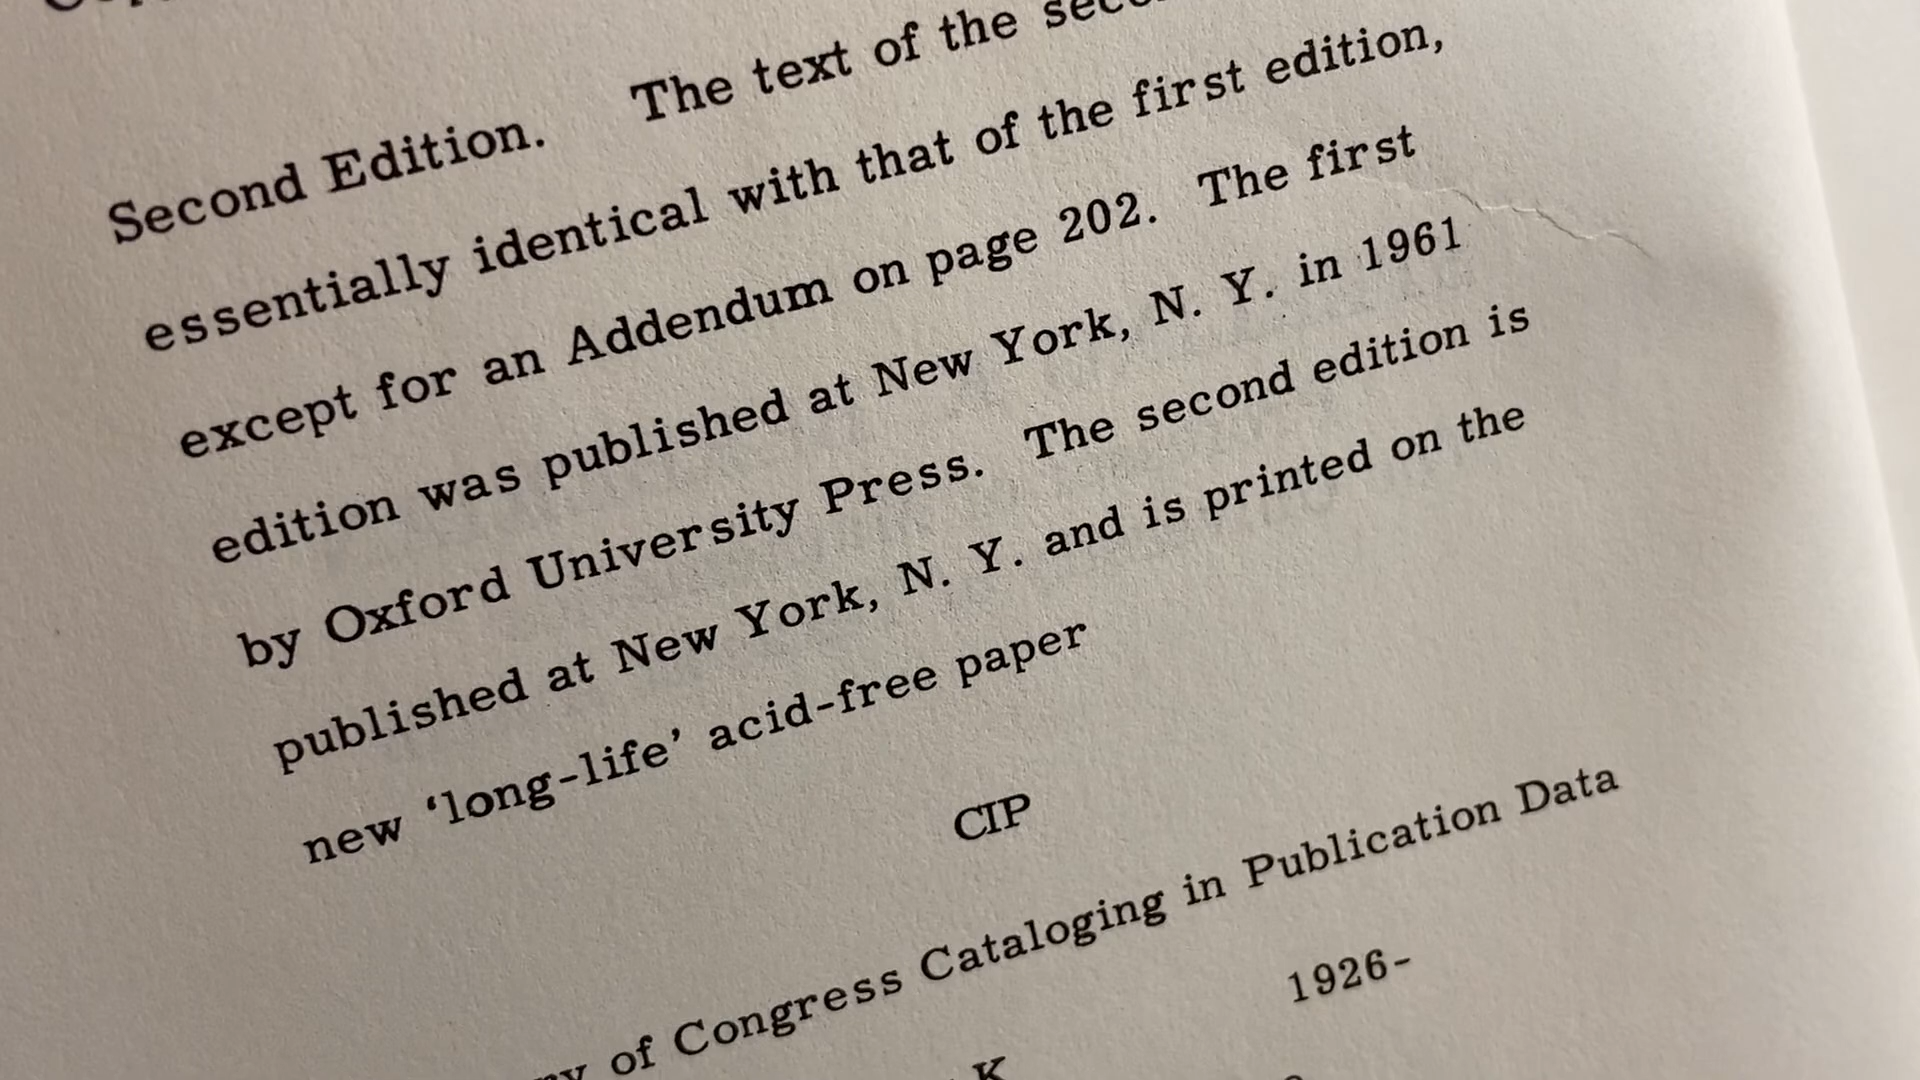 Second Edition. The text of the
essentially identical with that of the first edition,
except for an Addendum on page 202. The first
edition was published at New York, N. Y. in 1961
by Oxford University Press. The second edition is
published at New York, N. Y. and is printed on the
new ‘long-life’ acid-free paper
CIP
of Congress Cataloging in Publication Data
1926-
K